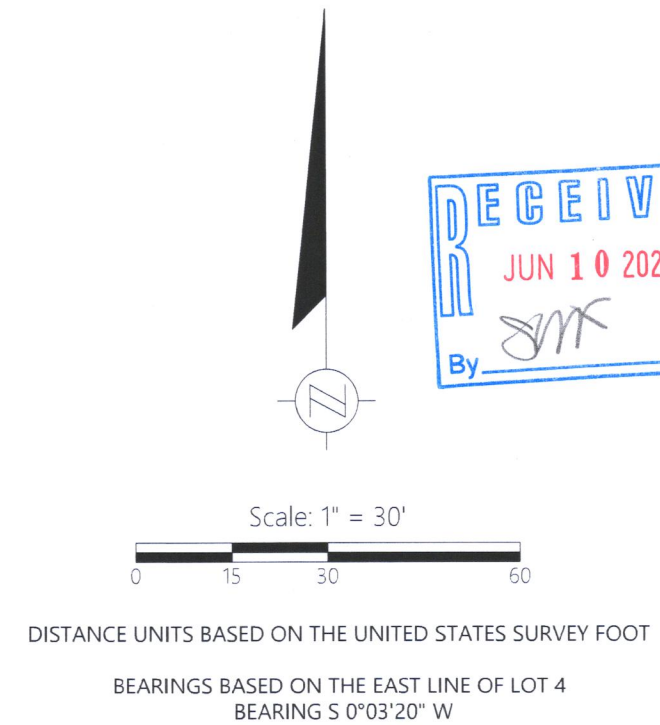 RECEIV
JUN 10 202
SMK
By
N
Scale: 1" = 30'
0 15 30 60
DISTANCE UNITS BASED ON THE UNITED STATES SURVEY FOOT
BEARINGS BASED ON THE EAST LINE OF LOT 4
BEARING S 0°03'20" W